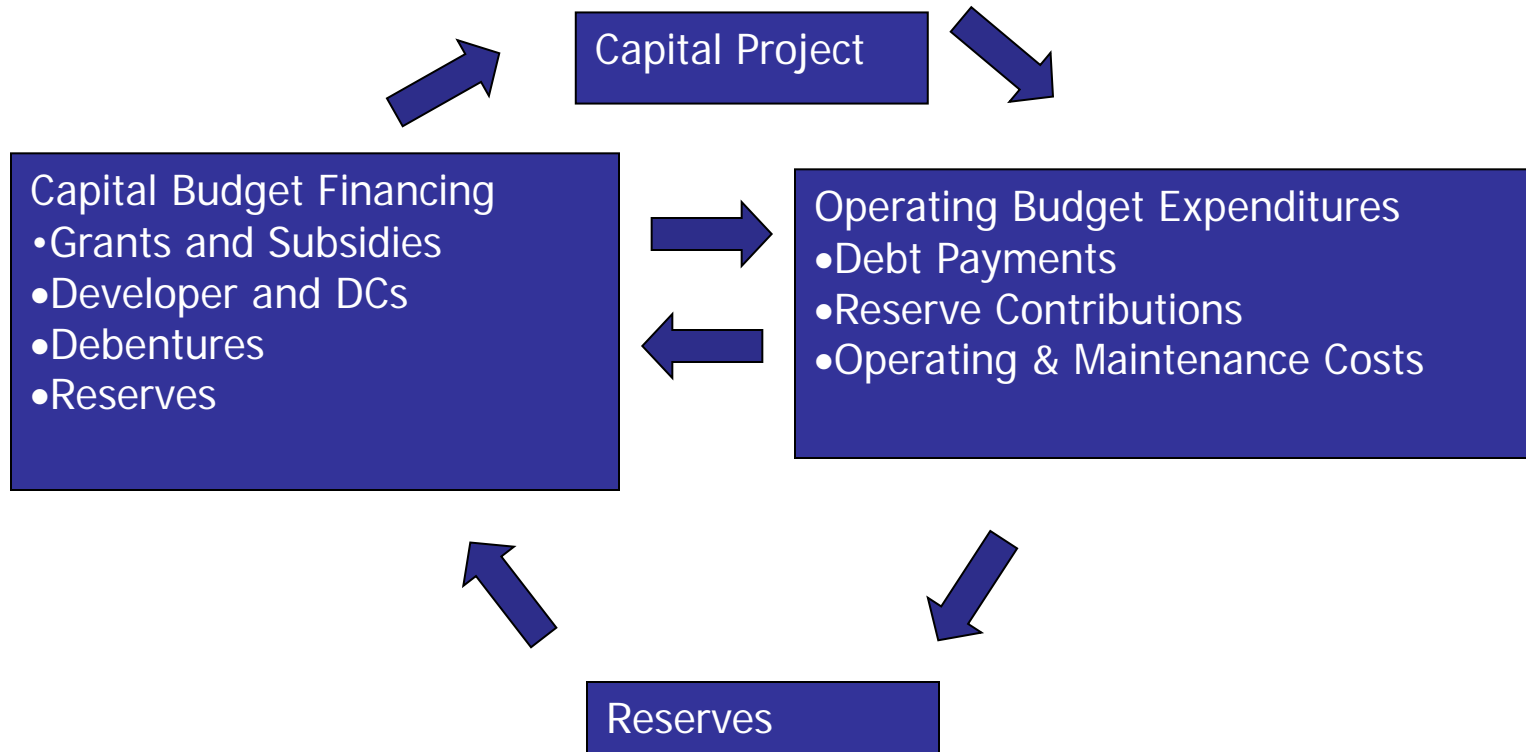 Capital Project
Capital Budget Financing
•Grants and Subsidies
•Developer and DCs
•Debentures
•Reserves
Operating Budget Expenditures
•Debt Payments
•Reserve Contributions
•Operating & Maintenance Costs
Reserves